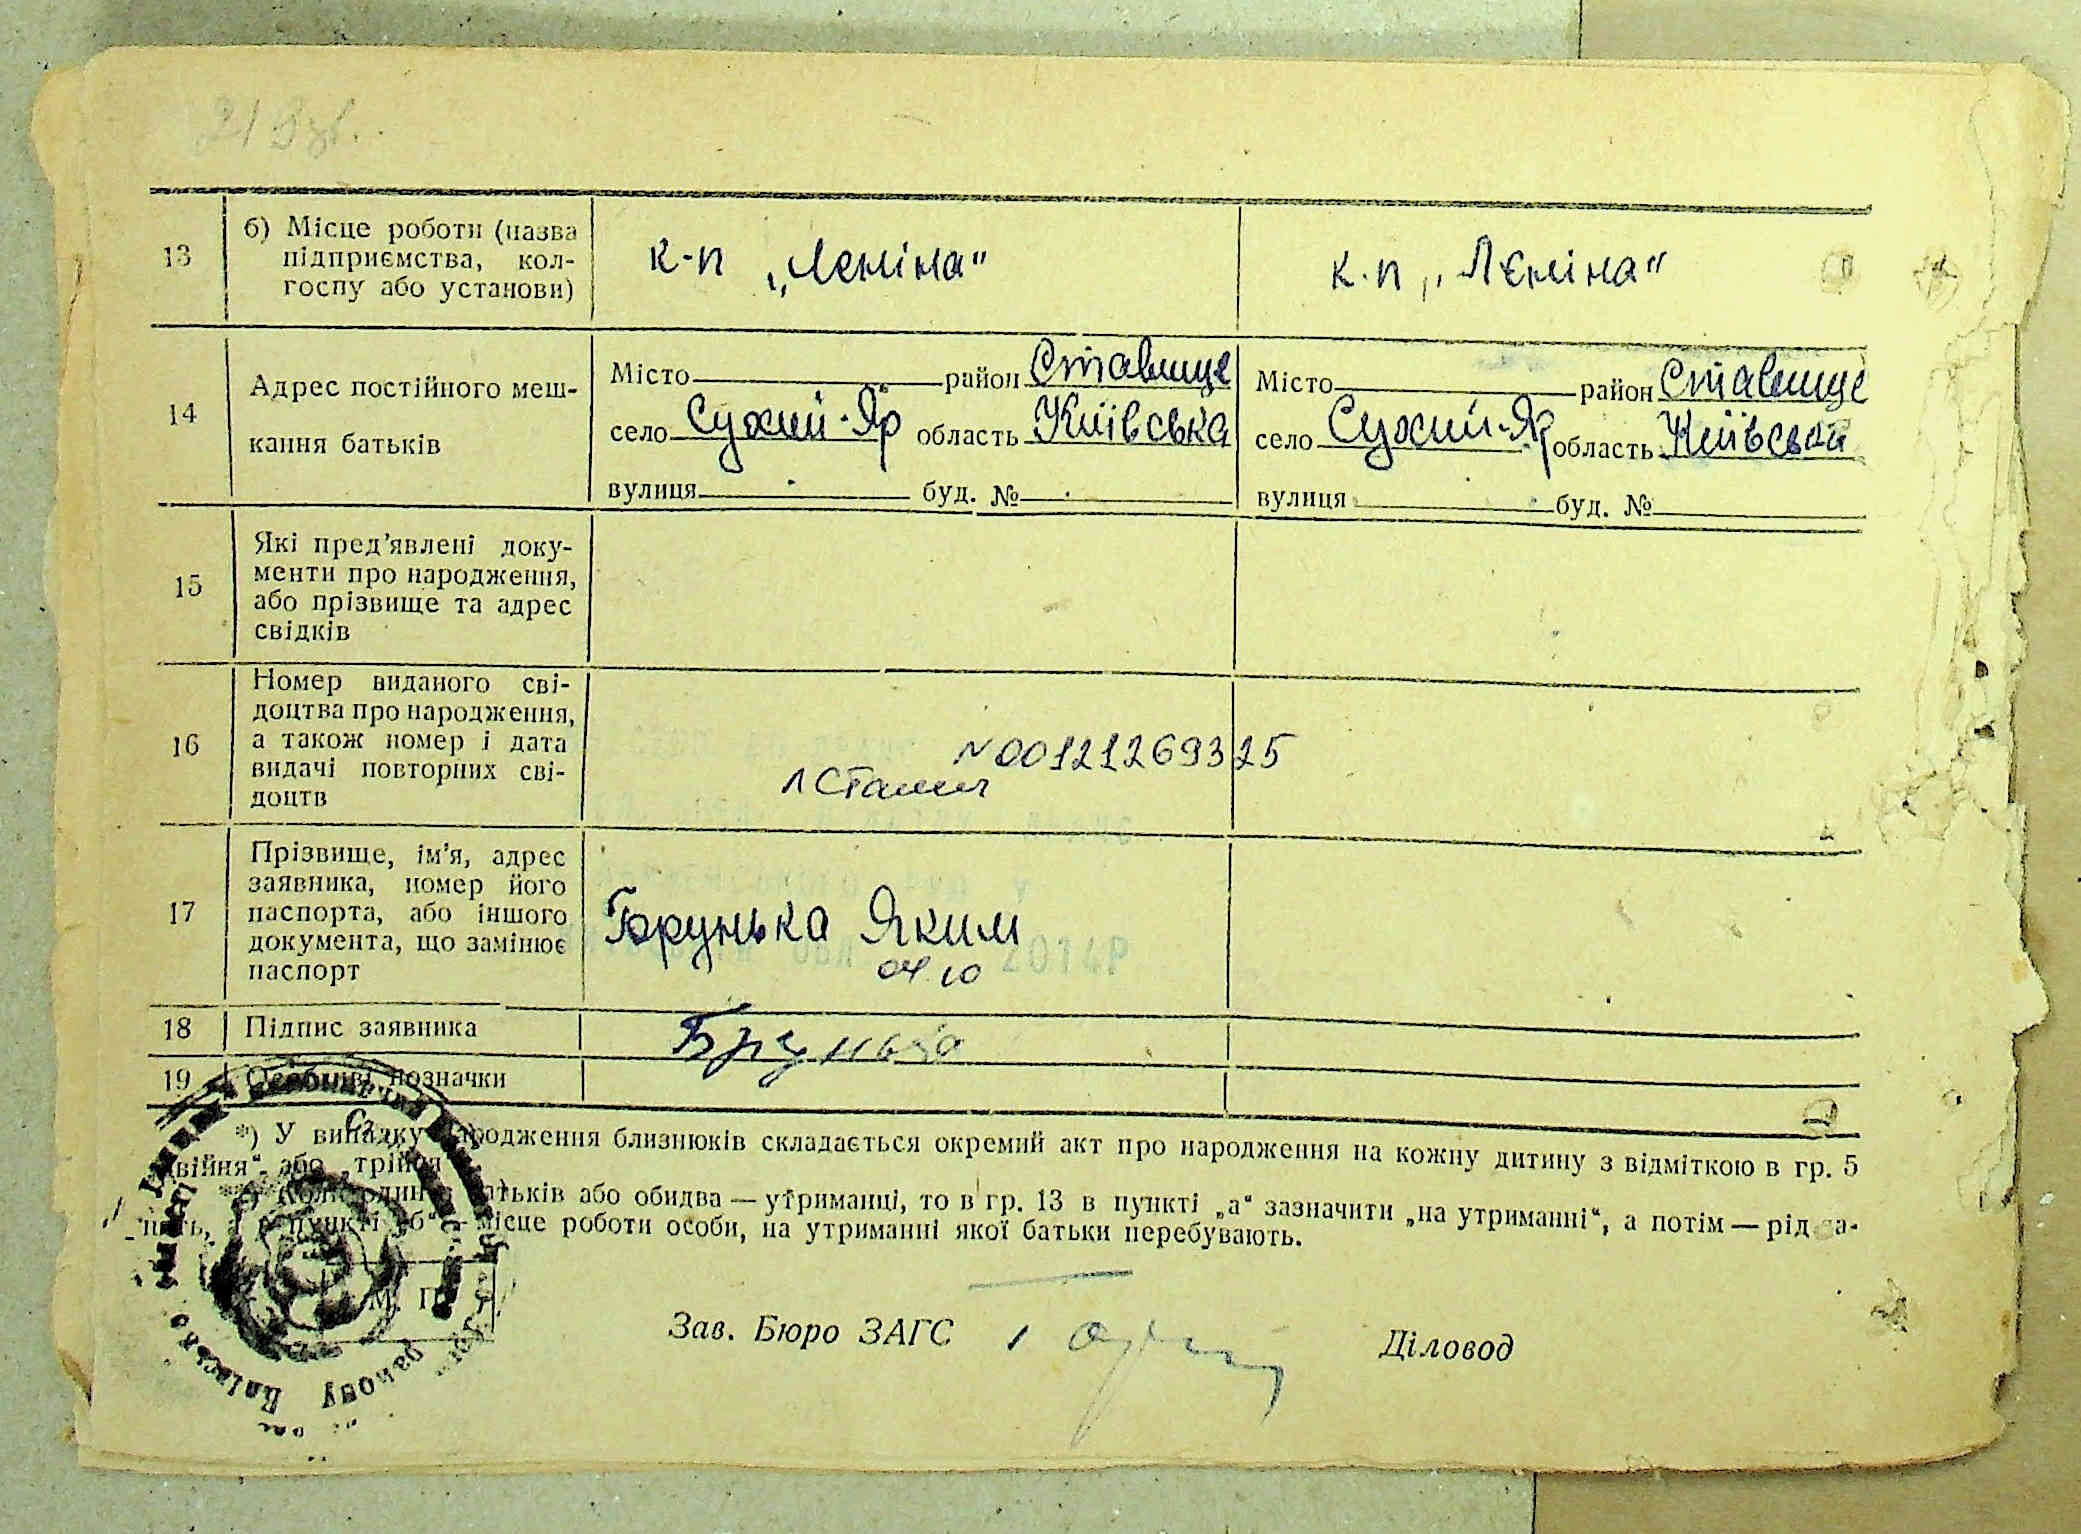 13
б) Місце роботи (назва
підприємства, кол-
госпу або установи)
к-п „Леніна"
к.п „Леніна"
14
Адрес постійного меш-
кання батьків
Місто район Ставище
село Сухий-Яр область Київська
вулиця буд. №
Місто район Ставище
село Сухий-Яр область Київська
вулиця буд. №
15
Які пред’явлені доку-
менти про народження,
або прізвище та адрес
свідків
16
Номер виданого сві-
доцтва про народження,
а також номер і дата
видачі повторних сві-
доцтв
N00121269325
17
Прізвище, ім’я, адрес
заявника, номер його
паспорта, або іншого
документа, що замінює
паспорт
Яким
2014Р
18
Підпис заявника
19
Особливі позначки
*) У випадку народження близнюків складається окремий акт про народження на кожну дитину з відміткою в гр. 5
„двійня“ або „трійня
батьків або обидва — утриманці, то в гр. 13 в пункті „а“ зазначити „на утриманні“, а потім — рід за-
нять, а в пункті „б“ — місце роботи особи, на утриманні якої батьки перебувають.
М. П.
Зав. Бюро ЗАГС
Діловод